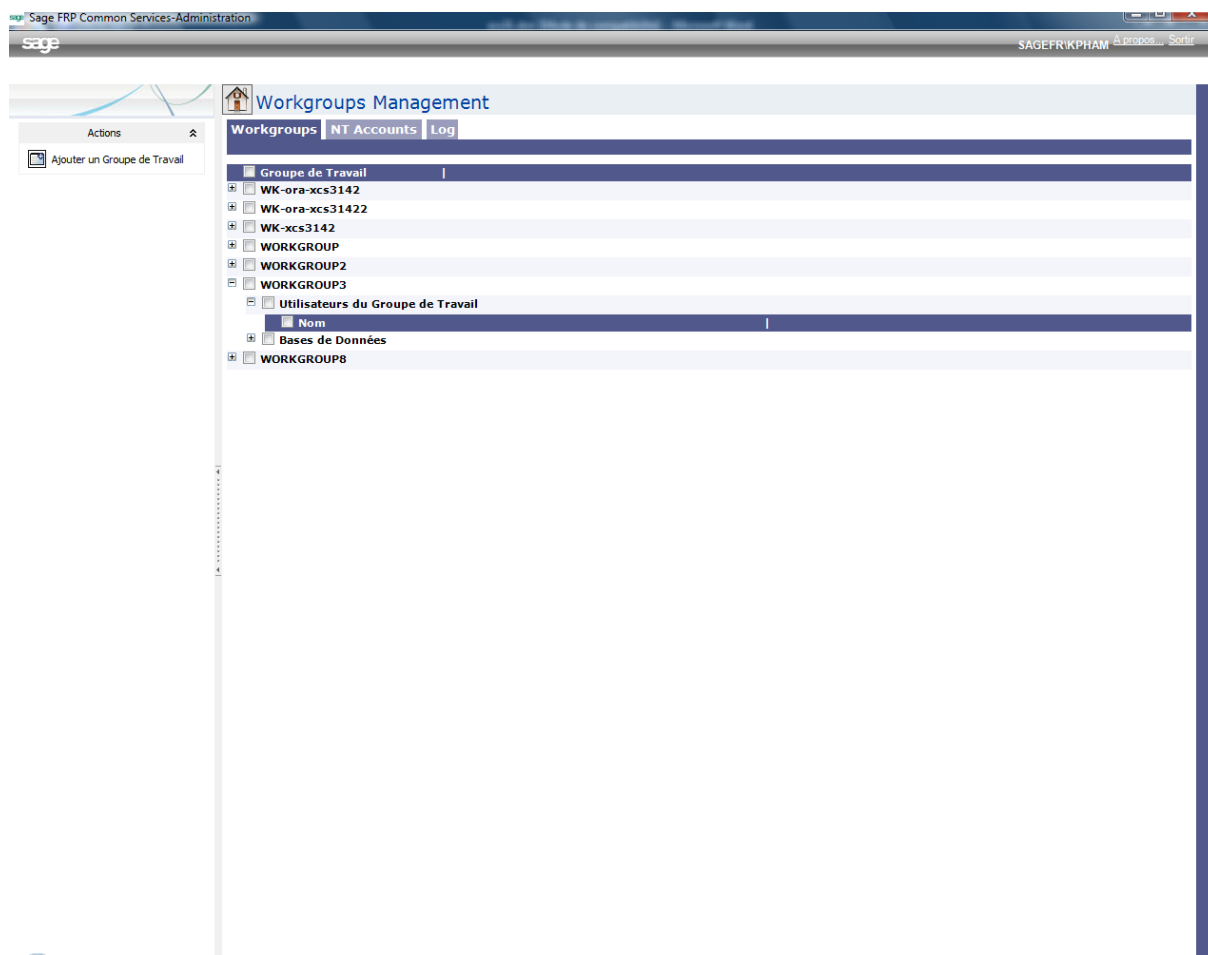 sage Sage FRP Common Services-Administration
sage
SAGEFR\KPHAM A propos... Sortir
Workgroups Management
Actions
Ajouter un Groupe de Travail
Workgroups NT Accounts Log
Groupe de Travail |
WK-ora-xcs3142
WK-ora-xcs31422
WK-xcs3142
WORKGROUP
WORKGROUP2
WORKGROUP3
Utilisateurs du Groupe de Travail
Nom |
Bases de Données
WORKGROUP8